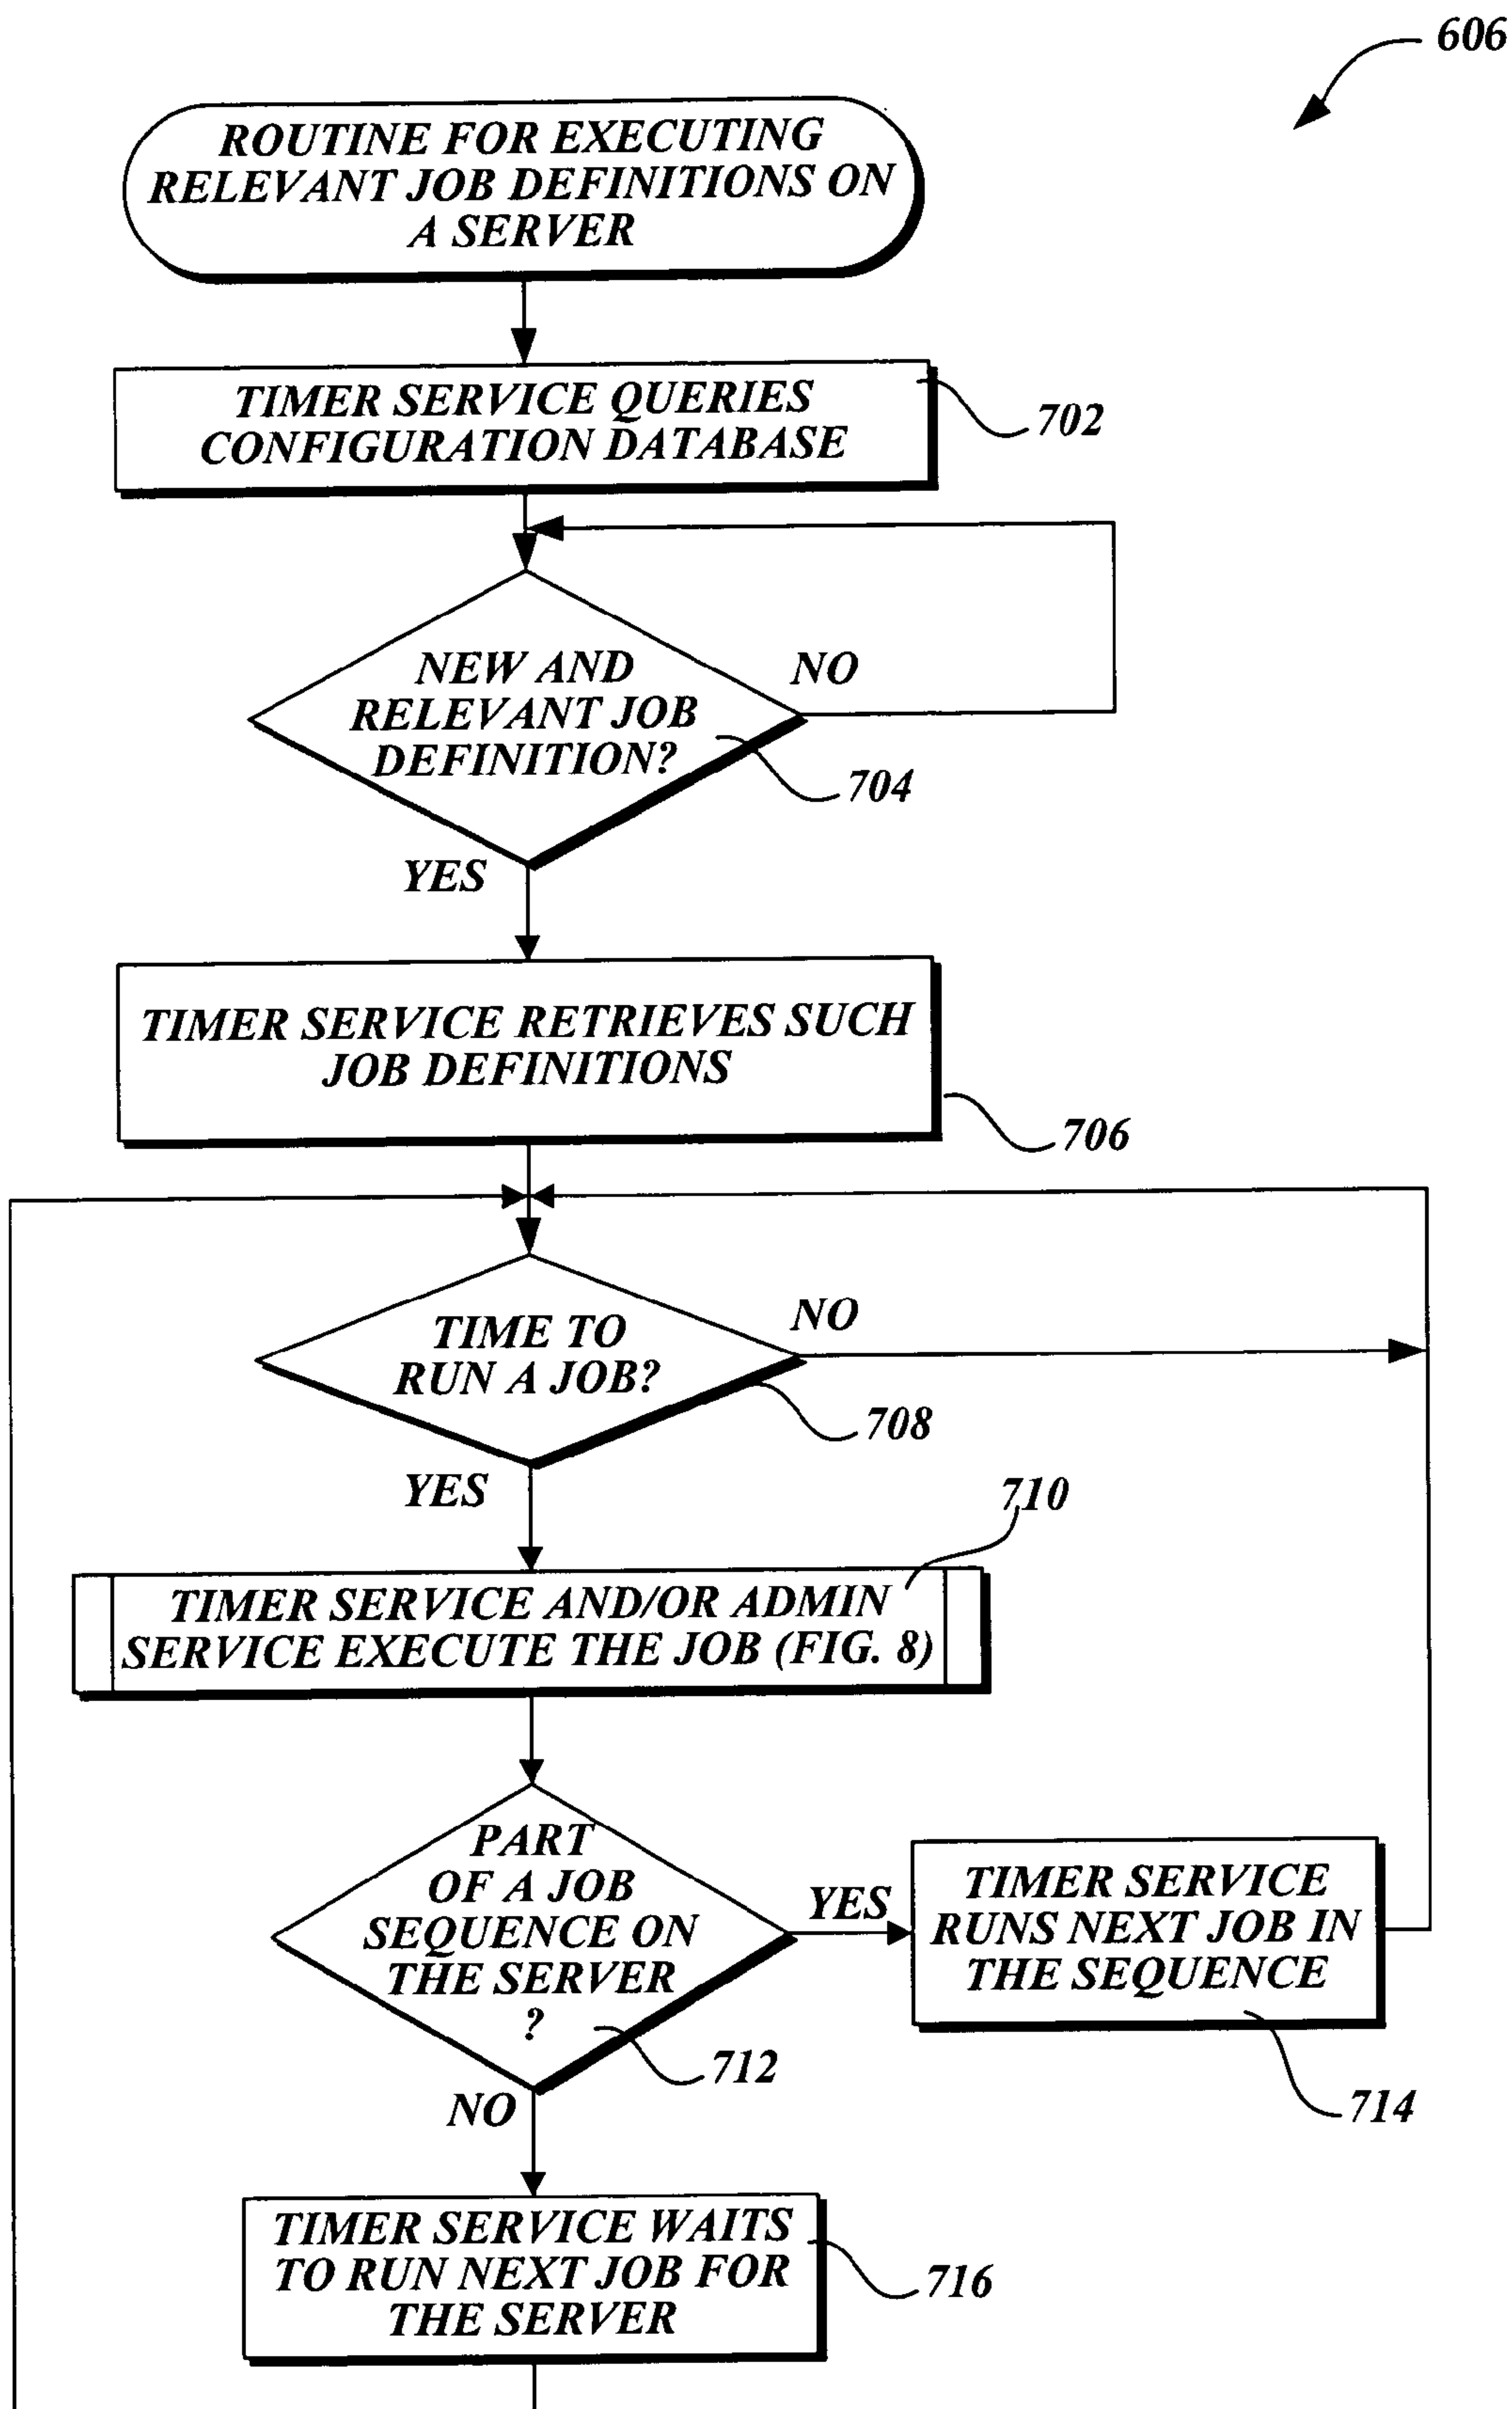 606
ROUTINE FOR EXECUTING
RELEVANT JOB DEFINITIONS ON
A SERVER
TIMER SERVICE QUERIES
CONFIGURATION DATABASE
702
NEW AND
RELEVANT JOB
DEFINITION?
NO
704
YES
TIMER SERVICE RETRIEVES SUCH
JOB DEFINITIONS
706
TIME TO
RUN A JOB?
NO
708
YES
710
TIMER SERVICE AND/OR ADMIN
SERVICE EXECUTE THE JOB (FIG. 8)
PART
OF A JOB
SEQUENCE ON
THE SERVER
?
YES
712
NO
TIMER SERVICE
RUNS NEXT JOB IN
THE SEQUENCE
714
TIMER SERVICE WAITS
TO RUN NEXT JOB FOR
THE SERVER
716